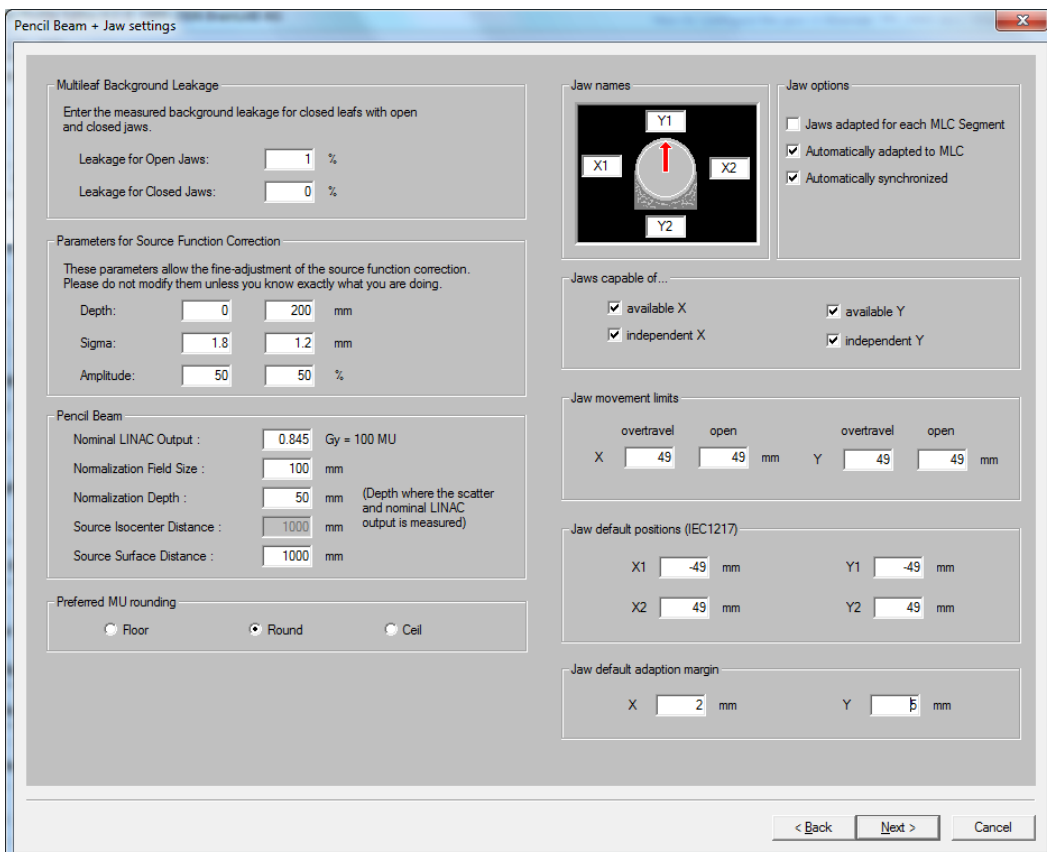 Pencil Beam + Jaw settings
Multileaf Background Leakage
Enter the measured background leakage for closed leafs with open
and closed jaws.
Leakage for Open Jaws: 1 %
Leakage for Closed Jaws: 0 %
Parameters for Source Function Correction
These parameters allow the fine-adjustment of the source function correction.
Please do not modify them unless you know exactly what you are doing.
Depth: 0 200 mm
Sigma: 1.8 1.2 mm
Amplitude: 50 50 %
Pencil Beam
Nominal LINAC Output : 0.845 Gy = 100 MU
Normalization Field Size : 100 mm
Normalization Depth : 50 mm
(Depth where the scatter
and nominal LINAC
output is measured)
Source Isocenter Distance : 1000 mm
Source Surface Distance : 1000 mm
Preferred MU rounding
Floor Round Ceil
Jaw names
Y1
X1 X2
Y2
Jaw options
Jaws adapted for each MLC Segment
Automatically adapted to MLC
Automatically synchronized
Jaws capable of...
available X available Y
independent X independent Y
Jaw movement limits
overtravel open overtravel open
X 49 49 mm Y 49 49 mm
Jaw default positions (IEC1217)
X1 -49 mm Y1 -49 mm
X2 49 mm Y2 49 mm
Jaw default adaption margin
X 2 mm Y 5 mm
< Back Next > Cancel